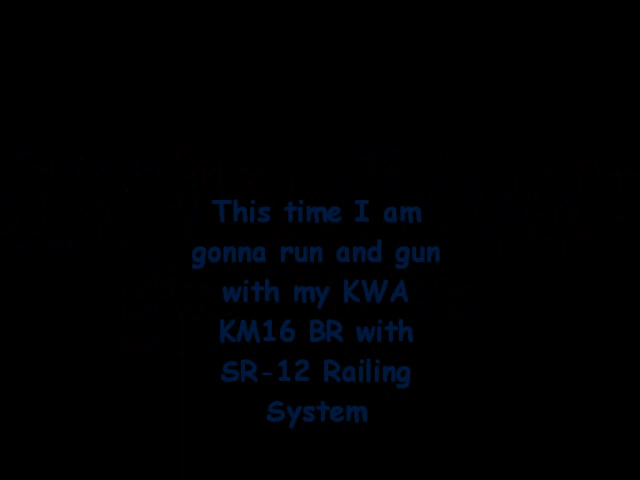 This time I am
gonna run and gun
with my KWA
KM16 BR with
SR-12 Railing
System